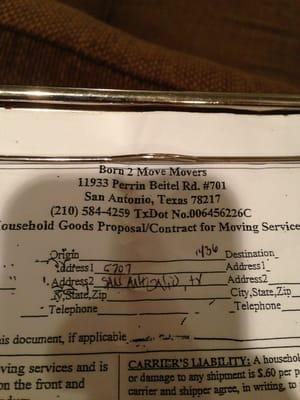 Born 2 Move Movers
11933 Perrin Beitel Rd. #701
San Antonio, Texas 78217
(210) 584-4259 TxDot No.006456226C
ousehold Goods Proposal/Contract for Moving Service
Origin Destination
Address1 5707 Address1
Address2 SAN ANTONIO, TX Address2
City,State,Zip City,State,Zip
Telephone Telephone
is document, if applicable
ving services and is
on the front and
CARRIER'S LIABILITY: A househol
or damage to any shipment is $.60 per p
carrier and shipper agree, in writing, to